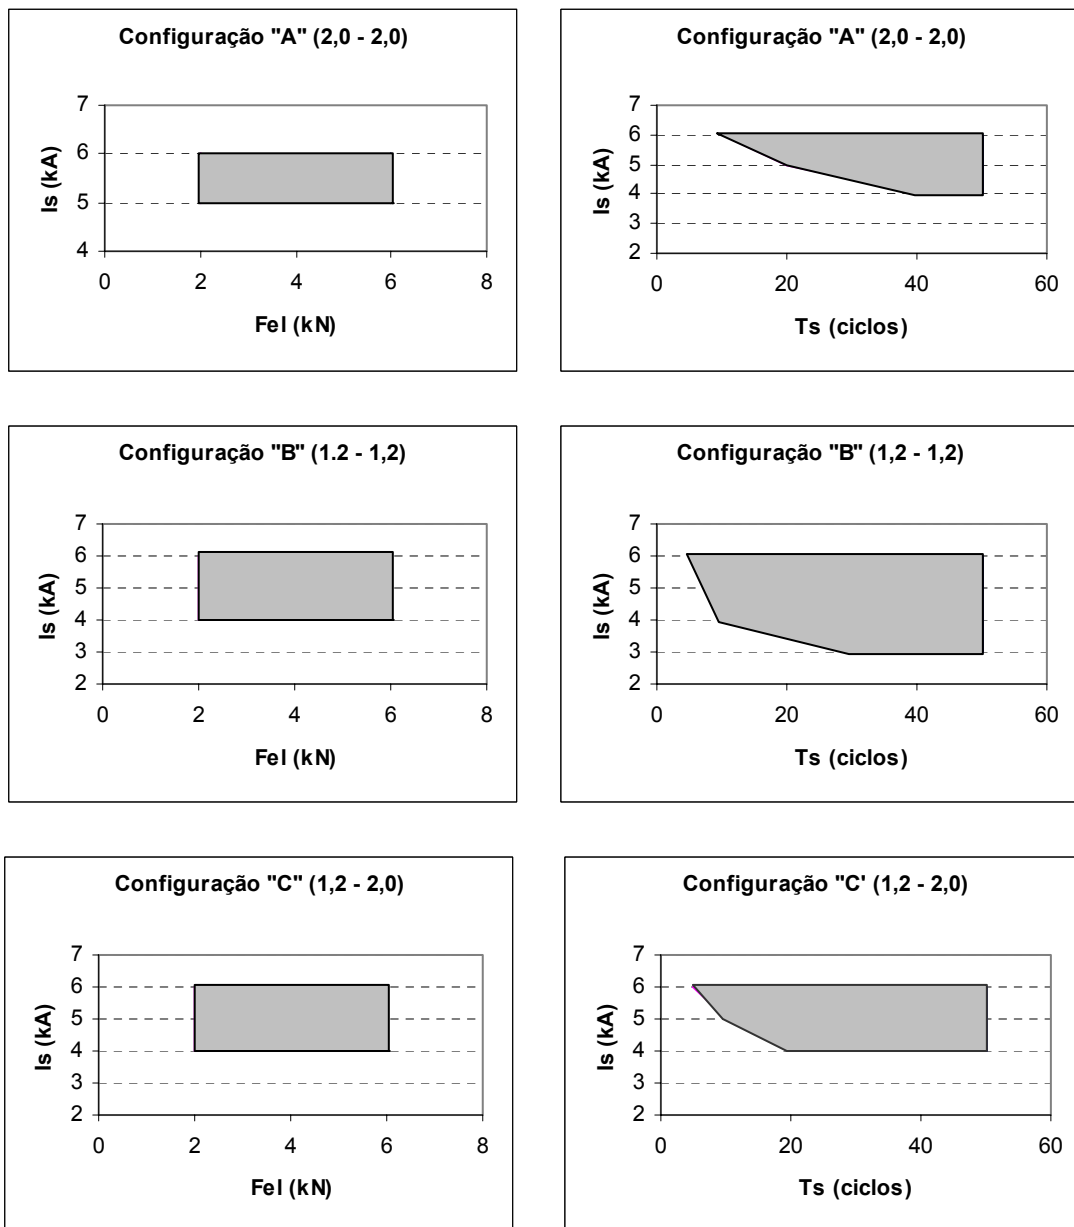 Configuração "A" (2,0 - 2,0)
7
6
5
4
Is (kA)
0 2 4 6 8
Fel (kN)
Configuração "A" (2,0 - 2,0)
7
6
5
4
3
2
Is (kA)
0 20 40 60
Ts (ciclos)
Configuração "B" (1.2 - 1,2)
7
6
5
4
3
2
Is (kA)
0 2 4 6 8
Fel (kN)
Configuração "B" (1,2 - 1,2)
7
6
5
4
3
2
Is (kA)
0 20 40 60
Ts (ciclos)
Configuração "C" (1,2 - 2,0)
7
6
5
4
3
2
Is (kA)
0 2 4 6 8
Fel (kN)
Configuração "C' (1,2 - 2,0)
7
6
5
4
3
2
Is (kA)
0 20 40 60
Ts (ciclos)